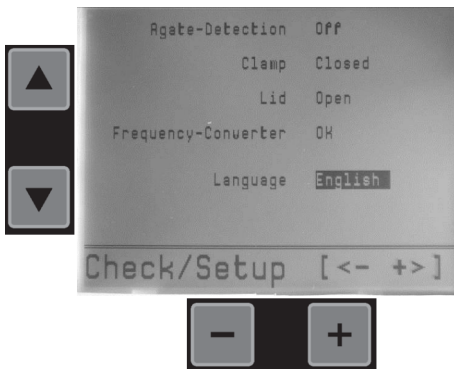 Agate-Detection Off
Clamp Closed
Lid Open
Frequency-Converter OK
Language English
Check/Setup [<- +>]
- +